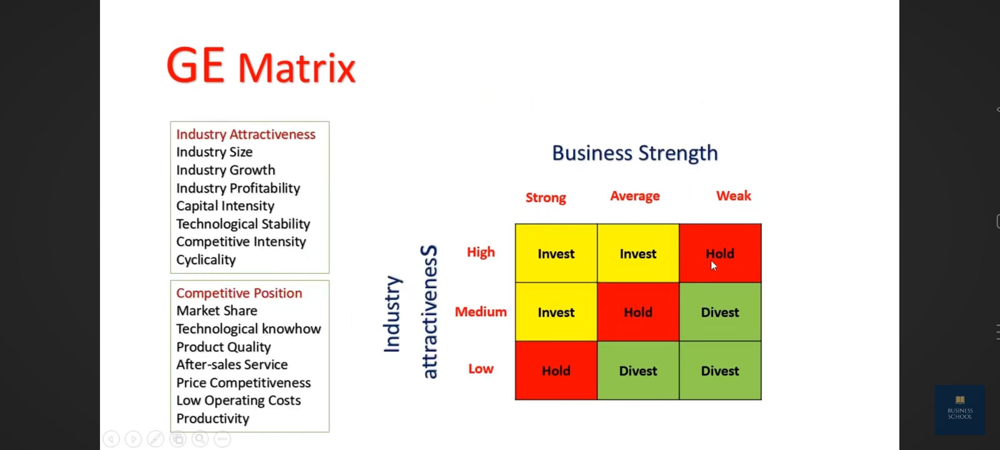 GE Matrix
Industry Attractiveness
Industry Size
Industry Growth
Industry Profitability
Capital Intensity
Technological Stability
Competitive Intensity
Cyclicality
Competitive Position
Market Share
Technological knowhow
Product Quality
After-sales Service
Price Competitiveness
Low Operating Costs
Productivity
Business Strength
Strong Average Weak
Industry
attractivenesS
High Invest Invest Hold
Medium Invest Hold Divest
Low Hold Divest Divest
BUSINESS
SCHOOL